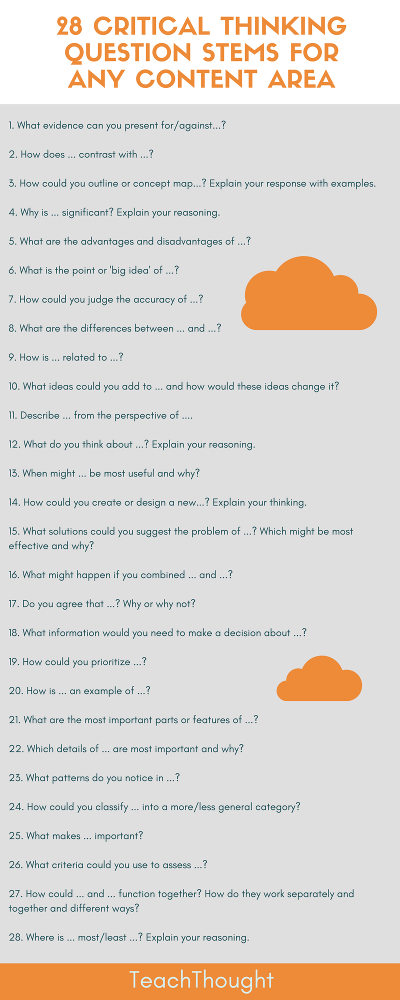 28 CRITICAL THINKING
QUESTION STEMS FOR
ANY CONTENT AREA
1. What evidence can you present for/against...?
2. How does ... contrast with ...?
3. How could you outline or concept map...? Explain your response with examples.
4. Why is ... significant? Explain your reasoning.
5. What are the advantages and disadvantages of ...?
6. What is the point or 'big idea' of ...?
7. How could you judge the accuracy of ...?
8. What are the differences between ... and ...?
9. How is ... related to ...?
10. What ideas could you add to ... and how would these ideas change it?
11. Describe ... from the perspective of ....
12. What do you think about ...? Explain your reasoning.
13. When might ... be most useful and why?
14. How could you create or design a new...? Explain your thinking.
15. What solutions could you suggest the problem of ...? Which might be most
effective and why?
16. What might happen if you combined ... and ...?
17. Do you agree that ...? Why or why not?
18. What information would you need to make a decision about ...?
19. How could you prioritize ...?
20. How is ... an example of ...?
21. What are the most important parts or features of ...?
22. Which details of ... are most important and why?
23. What patterns do you notice in ...?
24. How could you classify ... into a more/less general category?
25. What makes ... important?
26. What criteria could you use to assess ...?
27. How could ... and ... function together? How do they work separately and
together and different ways?
28. Where is ... most/least ...? Explain your reasoning.
TeachThought